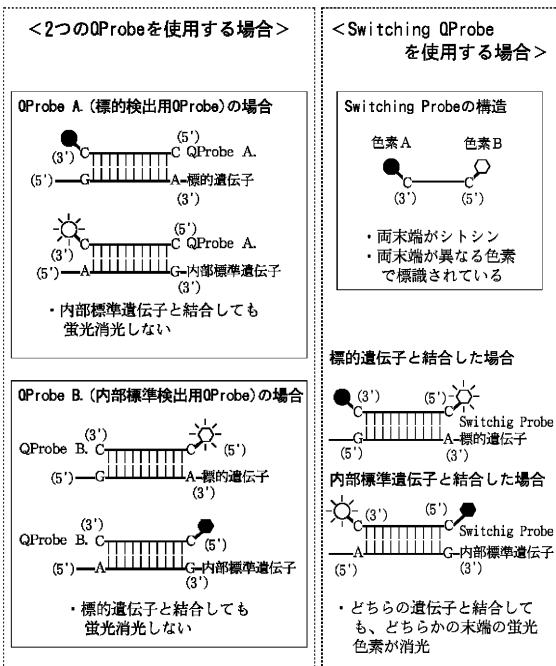 ＜2つのQProbeを使用する場合＞
QProbe A.(標的検出用QProbe)の場合
(5')
C C QProbe A.
(3')
(5') G A 標的遺伝子
(3')
(5')
C C QProbe A.
(3')
(5') A G 内部標準遺伝子
(3')
・内部標準遺伝子と結合しても
蛍光消光しない
QProbe B.(内部標準検出用QProbe)の場合
(3')
QProbe B. C C (5')
(5') G A 標的遺伝子
(3')
(3')
QProbe B. C C (5')
(5') A G 内部標準遺伝子
(3')
・標的遺伝子と結合しても
蛍光消光しない
＜Switching QProbe
を使用する場合＞
Switching Probeの構造
色素A 色素B
C C
(3') (5')
・両末端がシトシン
・両末端が異なる色素
で標識されている
標的遺伝子と結合した場合
(3') (5')
C C Switchig Probe
G A 標的遺伝子
(5') (3')
内部標準遺伝子と結合した場合
(3') (5')
C C Switchig Probe
A G 内部標準遺伝子
(5') (3')
・どちらの遺伝子と結合して
も、どちらかの末端の蛍光
色素が消光